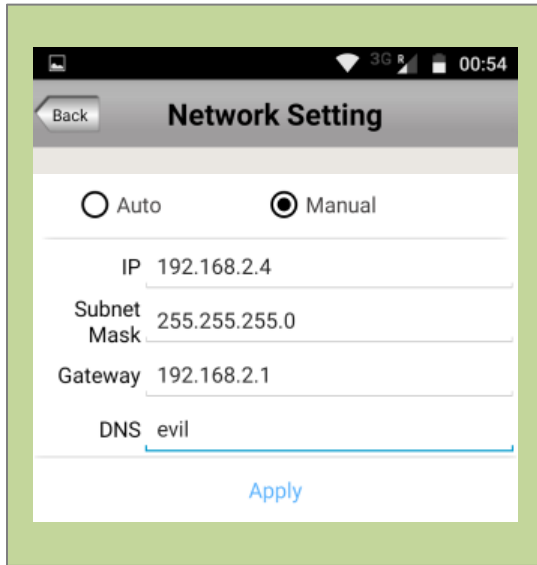 3G R 00:54
Back Network Setting
Auto Manual
IP 192.168.2.4
Subnet
Mask 255.255.255.0
Gateway 192.168.2.1
DNS evil
Apply